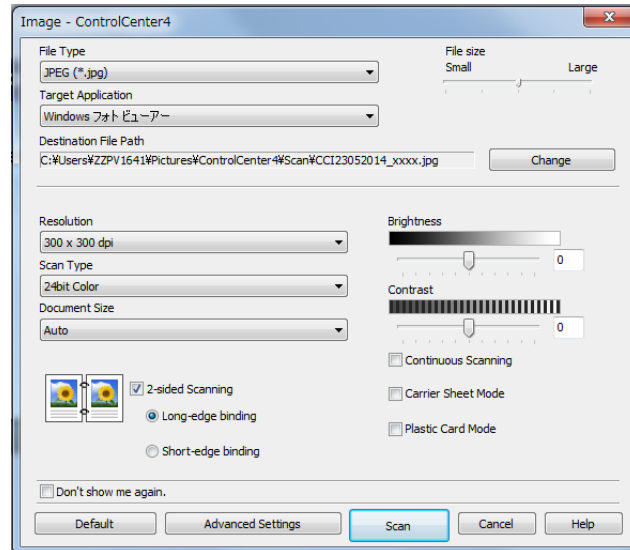 Image - ControlCenter4
File Type
JPEG (*.jpg)
File size
Small Large
Target Application
Windows フォト ビューアー
Destination File Path
C:¥Users¥ZZPV1641¥Pictures¥ControlCenter4¥Scan¥CCI23052014_xxxx.jpg
Change
Resolution
300 x 300 dpi
Scan Type
24bit Color
Document Size
Auto
Brightness
0
Contrast
0
2-sided Scanning
Long-edge binding
Short-edge binding
Continuous Scanning
Carrier Sheet Mode
Plastic Card Mode
Don't show me again.
Default Advanced Settings Scan Cancel Help